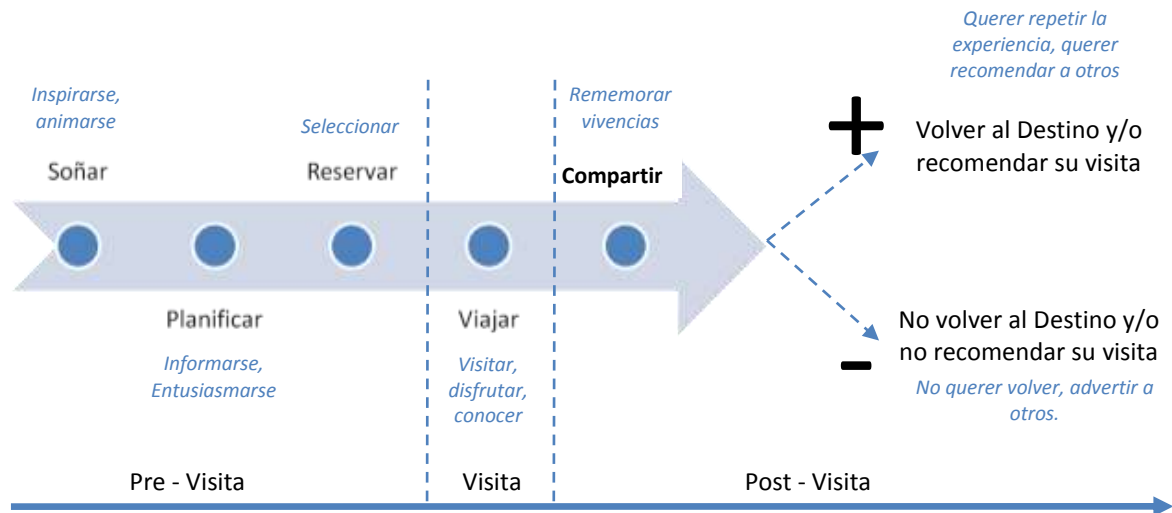 Querer repetir la
experiencia, querer
recomendar a otros
Inspirarse,
animarse
Seleccionar
Rememorar
vivencias
+
Volver al Destino y/o
recomendar su visita
Soñar
Reservar
Compartir
Planificar
Viajar
Informarse,
Entusiasmarse
Visitar,
disfrutar,
conocer
-
No volver al Destino y/o
no recomendar su visita
No querer volver, advertir a
otros.
Pre - Visita
Visita
Post - Visita